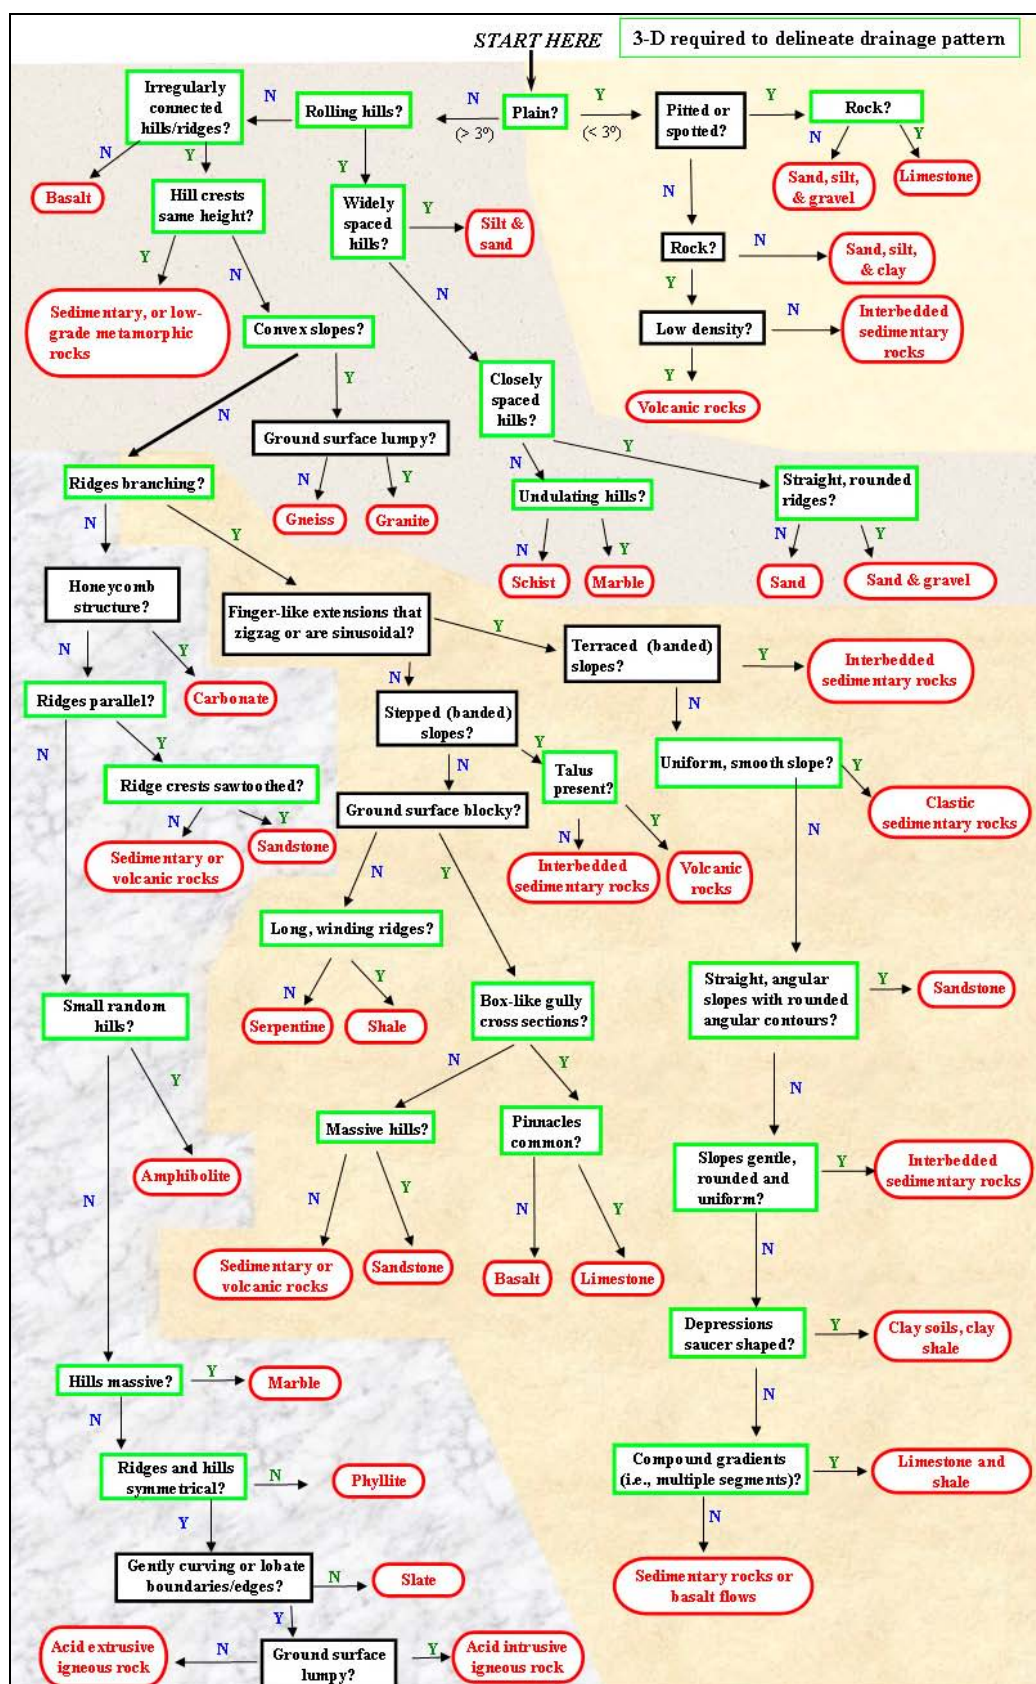 START HERE
3-D required to delineate drainage pattern
Irregularly
connected
hills/ridges?
N
Rolling hills?
N
(> 3º)
Plain?
Y
(< 3º)
Pitted or
spotted?
Y
Rock?
N
Y
Sand, silt,
& gravel
Limestone
N
Y
Basalt
Hill crests
same height?
Y
Widely
spaced
hills?
Y
Silt &
sand
N
Rock?
N
Sand, silt,
& clay
Y
N
Sedimentary, or low-
grade metamorphic
rocks
Convex slopes?
N
Y
Low density?
N
Interbedded
sedimentary
rocks
Y
Volcanic rocks
Closely
spaced
hills?
N
Y
Ground surface lumpy?
N
Y
Gneiss
Granite
N
Y
Undulating hills?
N
Y
Schist
Marble
Straight, rounded
ridges?
N
Y
Sand
Sand & gravel
Ridges branching?
N
Y
Honeycomb
structure?
N
Y
Carbonate
Finger-like extensions that
zigzag or are sinusoidal?
Y
N
Terraced (banded)
slopes?
Y
Interbedded
sedimentary rocks
N
Ridges parallel?
N
Y
Stepped (banded)
slopes?
Y
N
Talus
present?
N
Y
Uniform, smooth slope?
Y
N
Clastic
sedimentary rocks
Ridge crests sawtoothed?
N
Y
Sedimentary or
volcanic rocks
Sandstone
Ground surface blocky?
N
Y
Interbedded
sedimentary rocks
Volcanic
rocks
Long, winding ridges?
N
Y
Serpentine
Shale
Box-like gully
cross sections?
N
Y
Straight, angular
slopes with rounded
angular contours?
Y
Sandstone
N
Small random
hills?
N
Y
Amphibolite
Massive hills?
N
Y
Pinnacles
common?
N
Y
Slopes gentle,
rounded and
uniform?
Y
Interbedded
sedimentary rocks
N
Sedimentary or
volcanic rocks
Sandstone
Basalt
Limestone
Depressions
saucer shaped?
Y
Clay soils, clay
shale
N
Hills massive?
Y
Marble
N
Ridges and hills
symmetrical?
N
Phyllite
Y
Compound gradients
(i.e., multiple segments)?
Y
Limestone and
shale
N
Gently curving or lobate
boundaries/edges?
N
Slate
Y
Sedimentary rocks or
basalt flows
Acid extrusive
igneous rock
N
Ground surface
lumpy?
Y
Acid intrusive
igneous rock